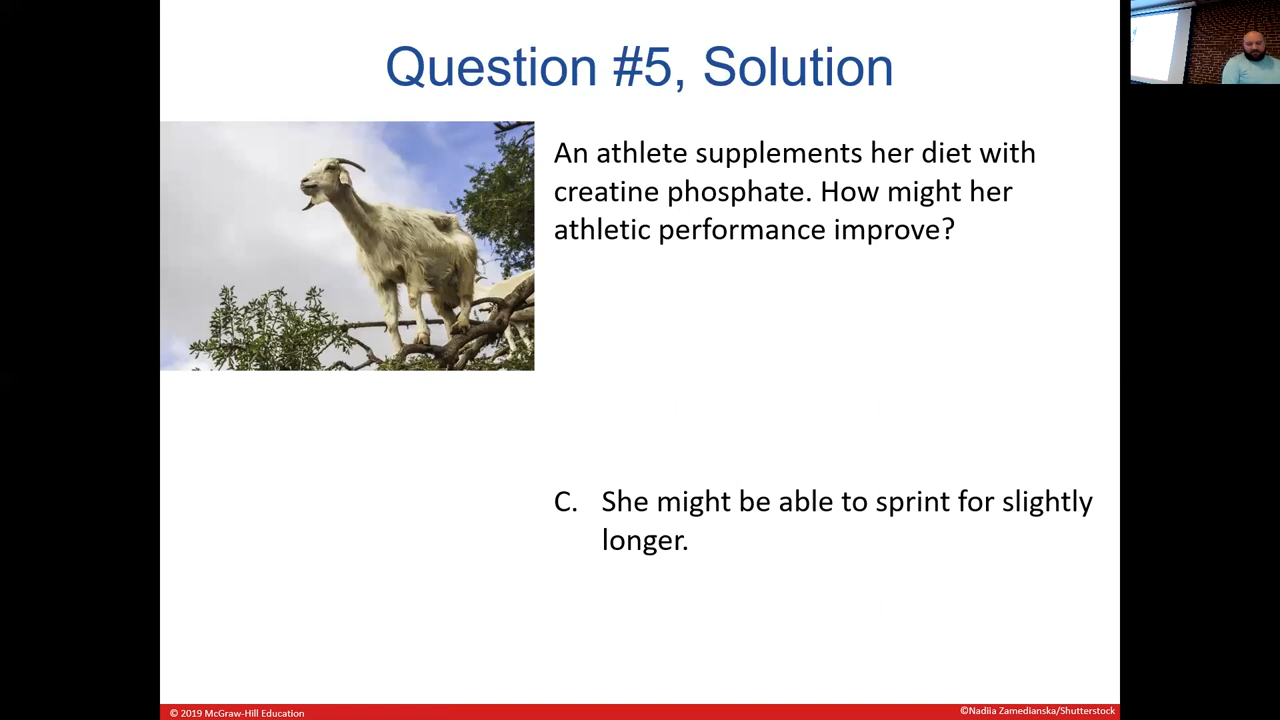 Question #5, Solution
An athlete supplements her diet with
creatine phosphate. How might her
athletic performance improve?
C. She might be able to sprint for slightly
longer.
© 2019 McGraw-Hill Education
©Nadiia Zamedianska/Shutterstock